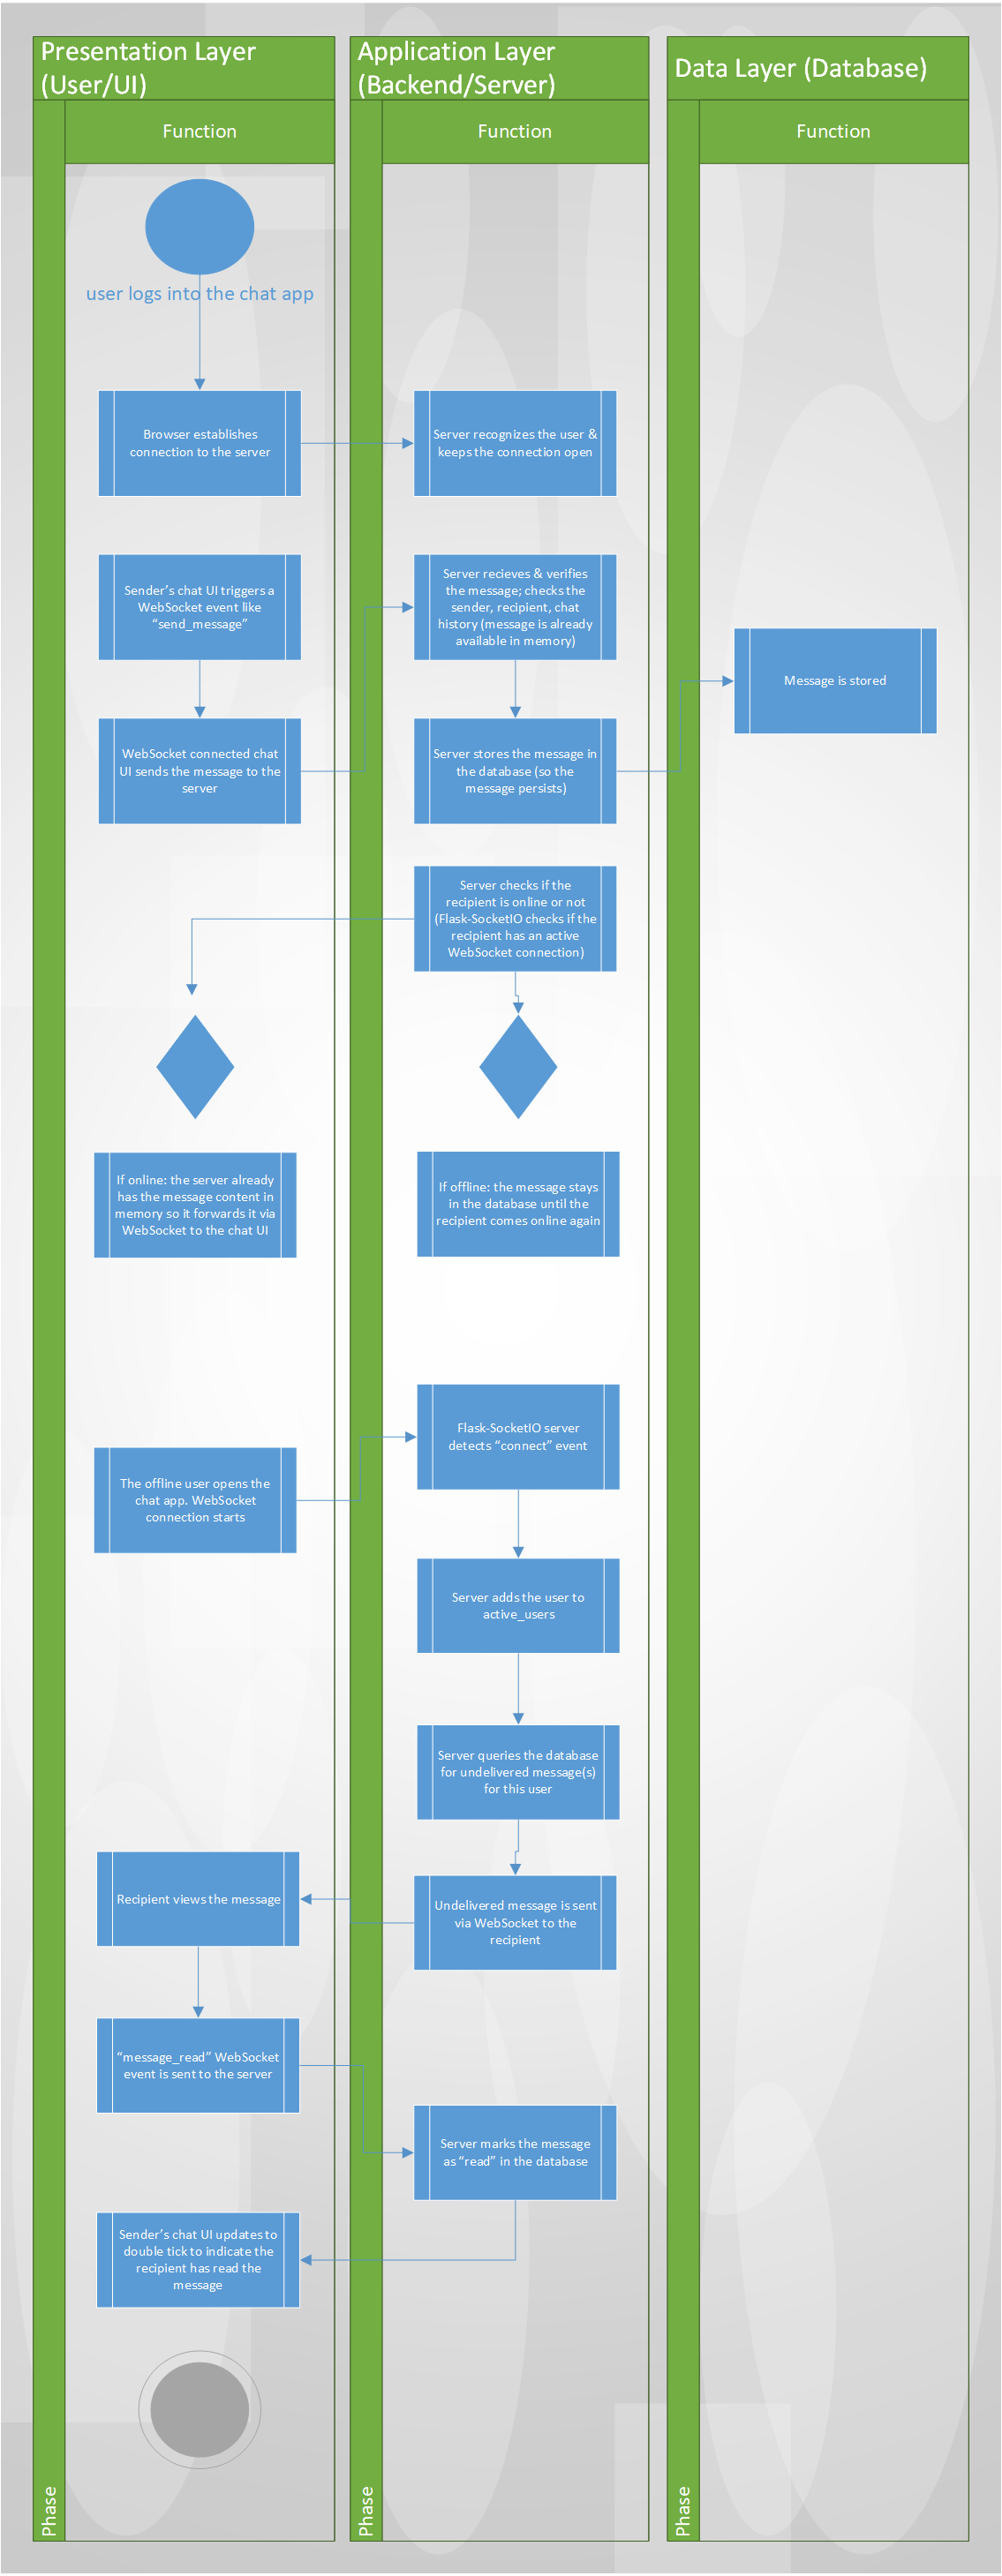 Presentation Layer
(User/UI)
Application Layer
(Backend/Server)
Data Layer (Database)
Function
Function
Function
user logs into the chat app
Browser establishes
connection to the server
Server recognizes the user &
keeps the connection open
Sender’s chat UI triggers a
WebSocket event like
“send_message”
Server recieves & verifies
the message; checks the
sender, recipient, chat
history (message is already
available in memory)
Message is stored
WebSocket connected chat
UI sends the message to the
server
Server stores the message in
the database (so the
message persists)
Server checks if the
recipient is online or not
(Flask-SocketIO checks if the
recipient has an active
WebSocket connection)
If online: the server already
has the message content in
memory so it forwards it via
WebSocket to the chat UI
If offline: the message stays
in the database until the
recipient comes online again
Flask-SocketIO server
detects “connect” event
The offline user opens the
chat app. WebSocket
connection starts
Server adds the user to
active_users
Server queries the database
for undelivered message(s)
for this user
Recipient views the message
Undelivered message is sent
via WebSocket to the
recipient
“message_read” WebSocket
event is sent to the server
Server marks the message
as “read” in the database
Sender’s chat UI updates to
double tick to indicate the
recipient has read the
message
Phase
Phase
Phase